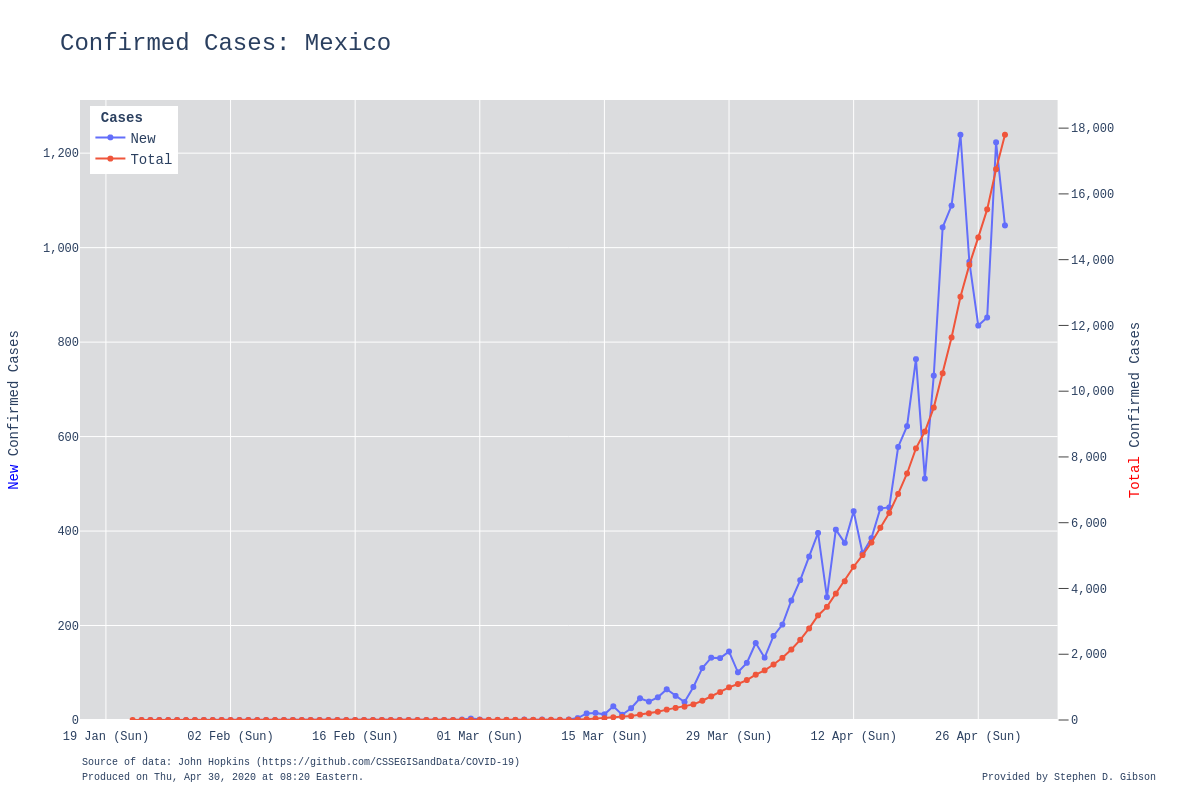 Confirmed Cases: Mexico
Cases
New
Total
1,200
1,000
800
600
400
200
0
18,000
16,000
14,000
12,000
10,000
8,000
6,000
4,000
2,000
0
New Confirmed Cases
Total Confirmed Cases
19 Jan (Sun) 02 Feb (Sun) 16 Feb (Sun) 01 Mar (Sun) 15 Mar (Sun) 29 Mar (Sun) 12 Apr (Sun) 26 Apr (Sun)
Source of data: John Hopkins (https://github.com/CSSEGISandData/COVID-19)
Produced on Thu, Apr 30, 2020 at 08:20 Eastern.
Provided by Stephen D. Gibson